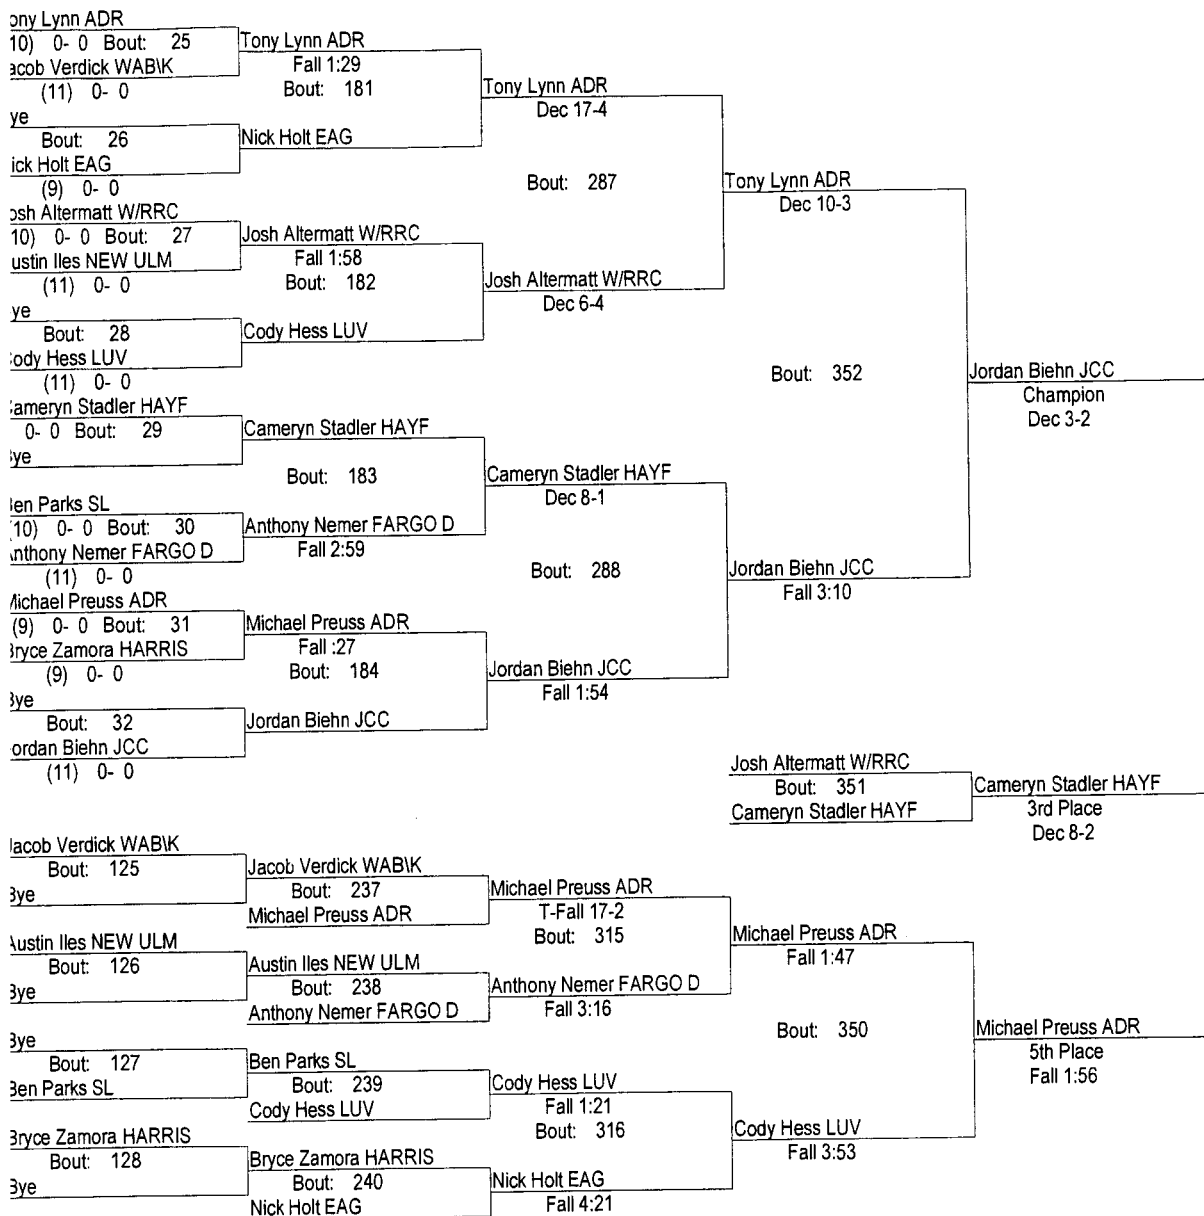 ony Lynn ADR
10) 0- 0 Bout: 25
acob Verdick WAB\K
(11) 0- 0
ye
Bout: 26
ick Holt EAG
(9) 0- 0
osh Altermatt W/RRC
10) 0- 0 Bout: 27
ustin Iles NEW ULM
(11) 0- 0
ye
Bout: 28
ody Hess LUV
(11) 0- 0
Cameryn Stadler HAYF
0- 0 Bout: 29
Bye
Ben Parks SL
(10) 0- 0 Bout: 30
Anthony Nemer FARGO D
(11) 0- 0
Michael Preuss ADR
(9) 0- 0 Bout: 31
Bryce Zamora HARRIS
(9) 0- 0
Bye
Bout: 32
ordan Biehn JCC
(11) 0- 0
Tony Lynn ADR
Fall 1:29
Bout: 181
Nick Holt EAG
Josh Altermatt W/RRC
Fall 1:58
Bout: 182
Cody Hess LUV
Cameryn Stadler HAYF
Bout: 183
Anthony Nemer FARGO D
Fall 2:59
Michael Preuss ADR
Fall :27
Bout: 184
Jordan Biehn JCC
Tony Lynn ADR
Dec 17-4
Bout: 287
Josh Altermatt W/RRC
Dec 6-4
Cameryn Stadler HAYF
Dec 8-1
Bout: 288
Jordan Biehn JCC
Fall 1:54
Tony Lynn ADR
Dec 10-3
Bout: 352
Jordan Biehn JCC
Fall 3:10
Jordan Biehn JCC
Champion
Dec 3-2
Josh Altermatt W/RRC
Bout: 351
Cameryn Stadler HAYF
Cameryn Stadler HAYF
3rd Place
Dec 8-2
Jacob Verdick WAB\K
Bout: 125
Bye
Austin Iles NEW ULM
Bout: 126
Bye
Bye
Bout: 127
Ben Parks SL
Bryce Zamora HARRIS
Bout: 128
Bye
Jacob Verdick WAB\K
Bout: 237
Michael Preuss ADR
Austin Iles NEW ULM
Bout: 238
Anthony Nemer FARGO D
Ben Parks SL
Bout: 239
Cody Hess LUV
Bryce Zamora HARRIS
Bout: 240
Nick Holt EAG
Michael Preuss ADR
T-Fall 17-2
Bout: 315
Anthony Nemer FARGO D
Fall 3:16
Cody Hess LUV
Fall 1:21
Bout: 316
Nick Holt EAG
Fall 4:21
Michael Preuss ADR
Fall 1:47
Bout: 350
Cody Hess LUV
Fall 3:53
Michael Preuss ADR
5th Place
Fall 1:56